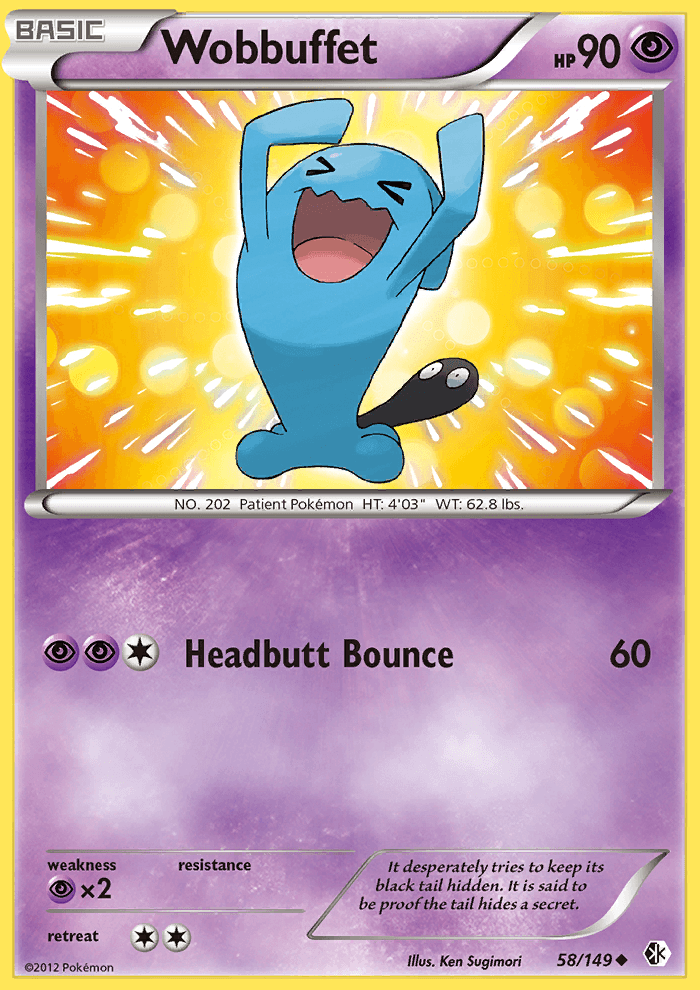 BASIC
Wobbuffet
HP90
NO. 202 Patient Pokémon HT: 4'03" WT: 62.8 lbs.
Headbutt Bounce 60
weakness resistance
×2
retreat
It desperately tries to keep its
black tail hidden. It is said to
be proof the tail hides a secret.
©2012 Pokémon
Illus. Ken Sugimori 58/149